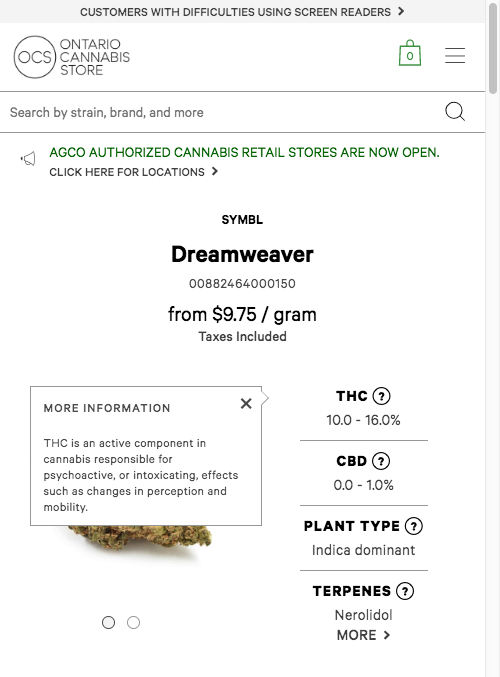 CUSTOMERS WITH DIFFICULTIES USING SCREEN READERS >
OCS
ONTARIO
CANNABIS
STORE
0
Search by strain, brand, and more
AGCO AUTHORIZED CANNABIS RETAIL STORES ARE NOW OPEN.
CLICK HERE FOR LOCATIONS >
SYMBL
Dreamweaver
00882464000150
from $9.75 / gram
Taxes Included
MORE INFORMATION
THC is an active component in
cannabis responsible for
psychoactive, or intoxicating, effects
such as changes in perception and
mobility.
THC ?
10.0 - 16.0%
CBD ?
0.0 - 1.0%
PLANT TYPE ?
Indica dominant
TERPENES ?
Nerolidol
MORE >